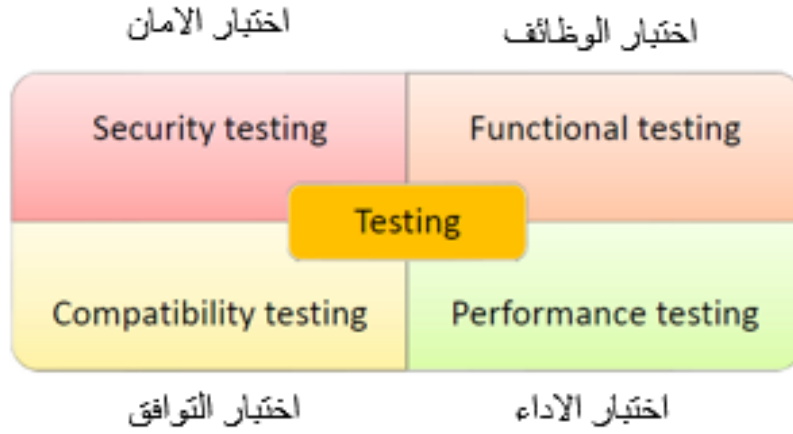 اختبار الامان
اختبار الوظائف
Security testing
Functional testing
Testing
Compatibility testing
Performance testing
اختبار التوافق
اختبار الاداء